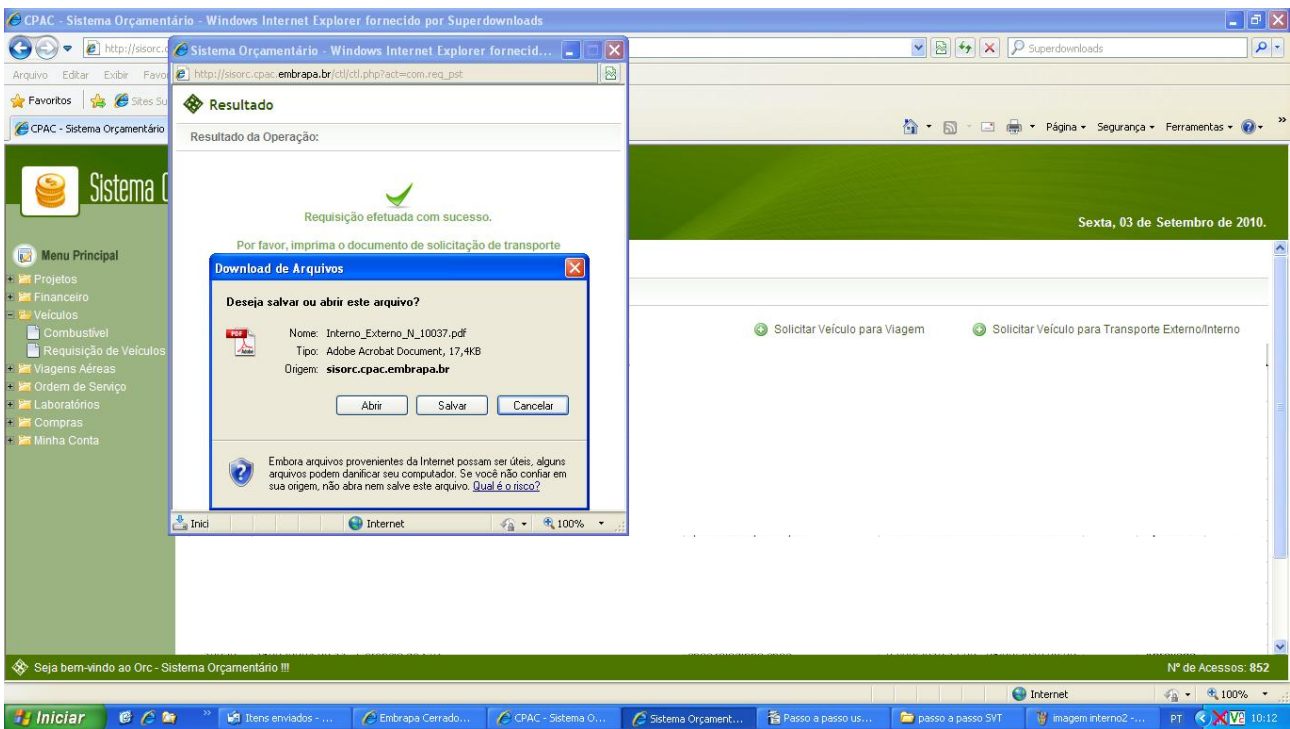 CPAC - Sistema Orçamentário - Windows Internet Explorer fornecido por Superdownloads
http://sisorc.c
Superdownloads
Arquivo Editar Exibir Favo
Favoritos Sites Su
CPAC - Sistema Orçamentário
Página Segurança Ferramentas
Sistema Orçamentário - Windows Internet Explorer fornecid...
http://sisorc.cpac.embrapa.br/ctl/ctl.php?act=com.req_pst
Resultado
Resultado da Operação:
Requisição efetuada com sucesso.
Por favor, imprima o documento de solicitação de transporte
Download de Arquivos
Deseja salvar ou abrir este arquivo?
Nome: Interno_Externo_N_10037.pdf
Tipo: Adobe Acrobat Document, 17,4KB
Origem: sisorc.cpac.embrapa.br
Abrir Salvar Cancelar
Embora arquivos provenientes da Internet possam ser úteis, alguns
arquivos podem danificar seu computador. Se você não confiar em
sua origem, não abra nem salve este arquivo. Qual é o risco?
Inici Internet 100%
Sistema O
Sexta, 03 de Setembro de 2010.
Menu Principal
Projetos
Financeiro
Veículos
Combustível
Requisição de Veículos
Viagens Aéreas
Ordem de Serviço
Laboratórios
Compras
Minha Conta
Solicitar Veículo para Viagem Solicitar Veículo para Transporte Externo/Interno
Seja bem-vindo ao Orc - Sistema Orçamentário !!! Nº de Acessos: 852
Internet 100%
Iniciar Itens enviados - ... Embrapa Cerrado... CPAC - Sistema O... Sistema Orçament... Passo a passo us... passo a passo SVT imagem interno2 -... PT 10:12